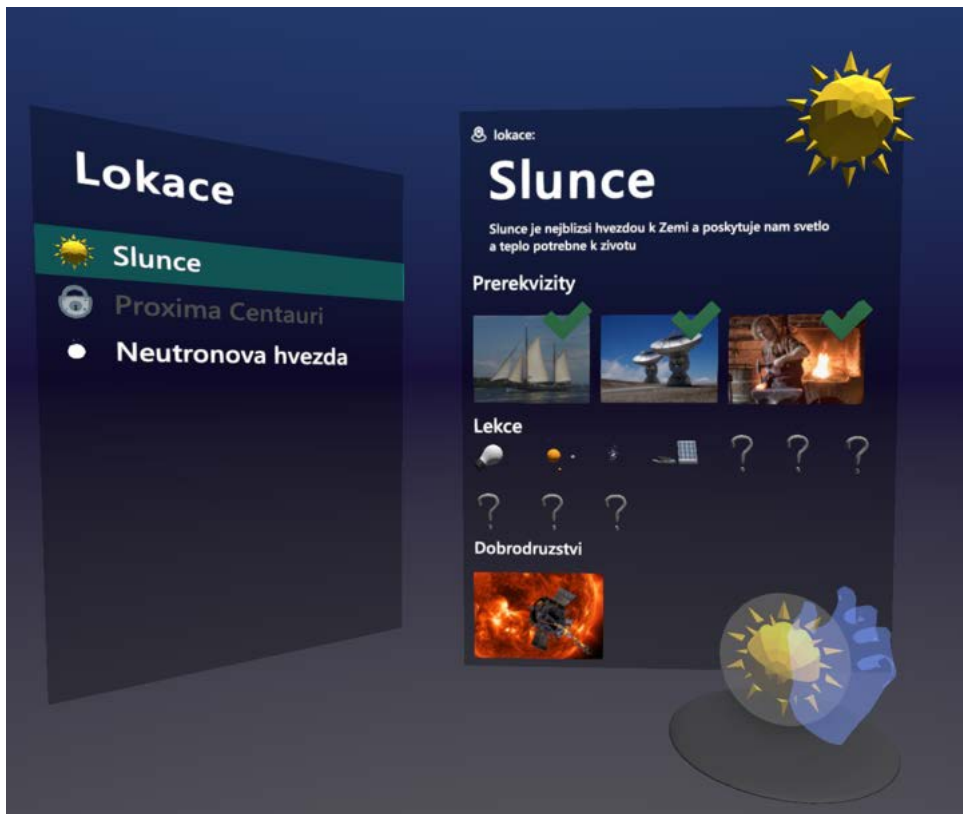 Lokace
Slunce
Proxima Centauri
Neutronova hvezda
lokace:
Slunce
Slunce je nejblizsi hvezdou k Zemi a poskytuje nam svetlo
a teplo potrebne k zivotu
Prerekvizity
Lekce
? ? ?
? ? ?
Dobrodruzstvi